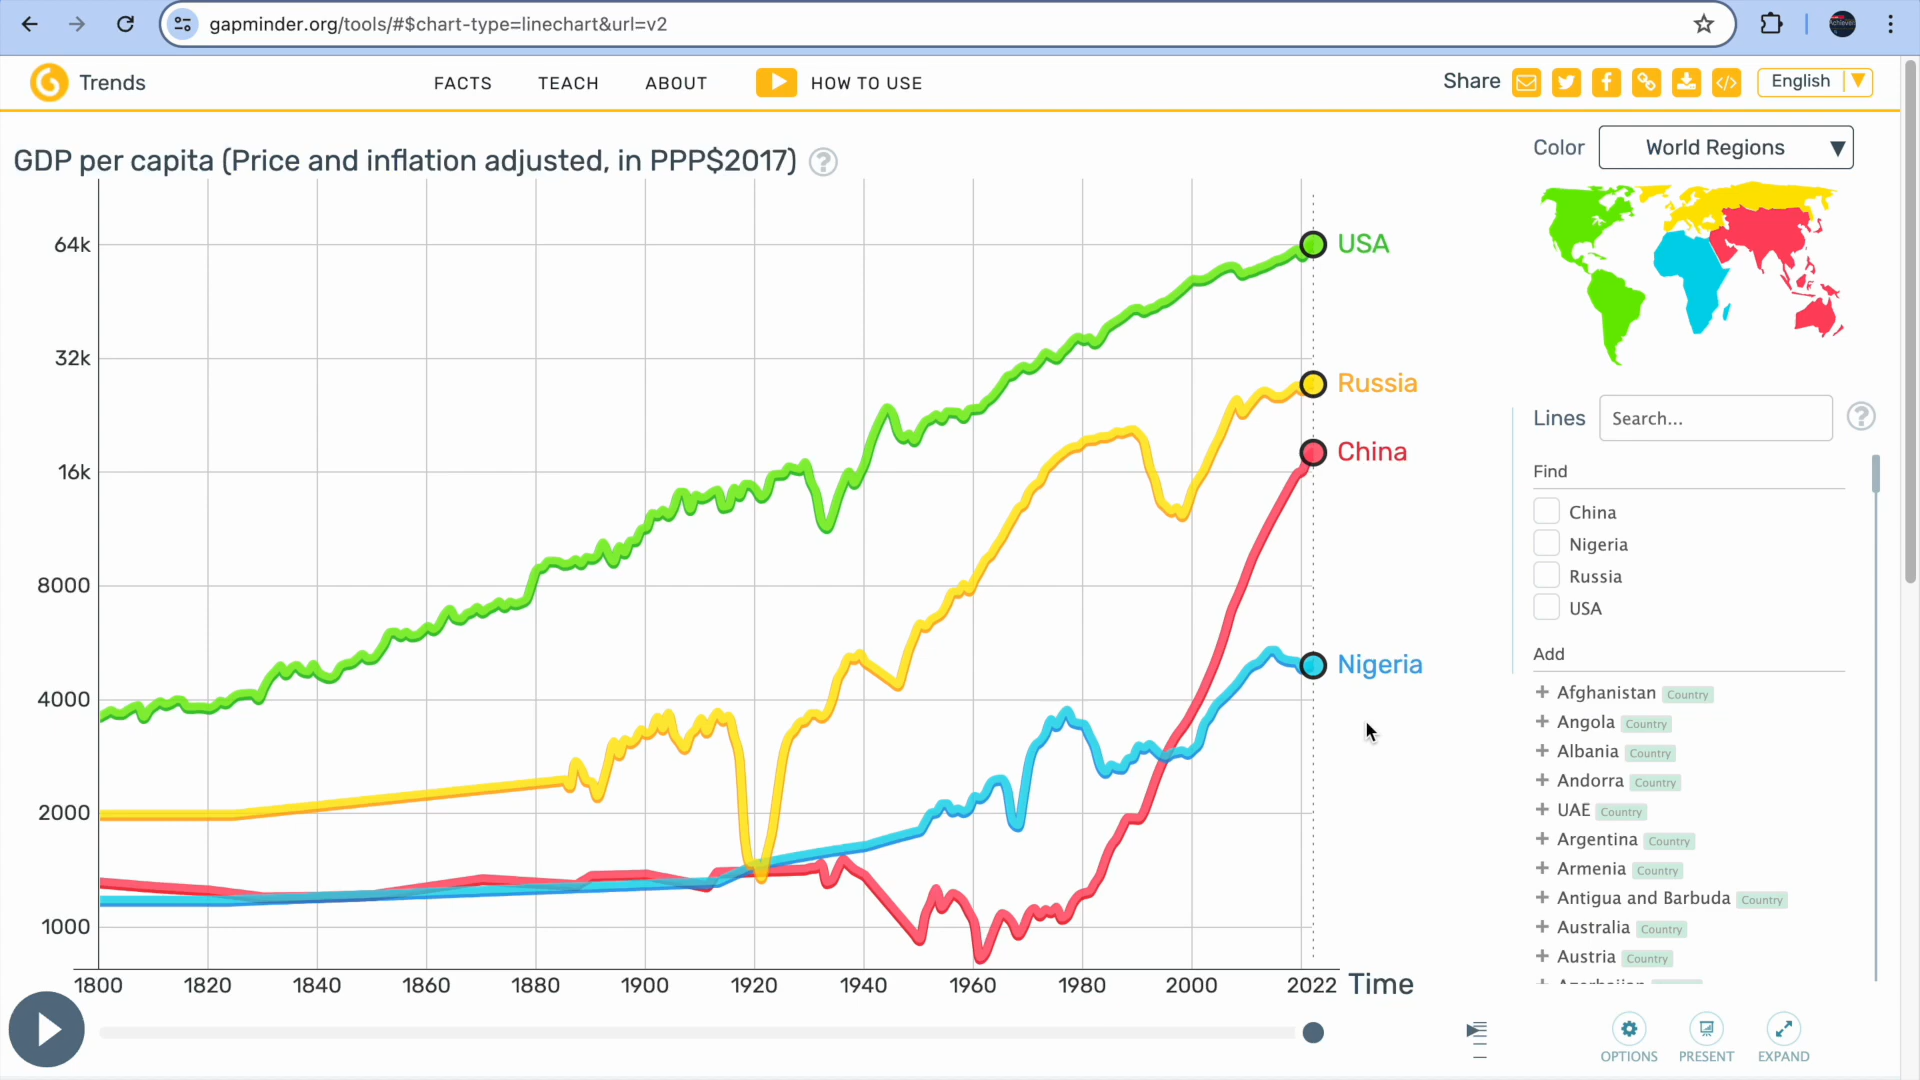 gapminder.org/tools/#$chart-type=linechart&url=v2
Trends
FACTS
TEACH
ABOUT
HOW TO USE
Share
English
GDP per capita (Price and inflation adjusted, in PPP$2017)
?
Color
World Regions
64k
32k
16k
8000
4000
2000
1000
USA
Russia
China
Nigeria
1800
1820
1840
1860
1880
1900
1920
1940
1960
1980
2000
2022
Time
Lines
Search...
?
Find
China
Nigeria
Russia
USA
Add
+ Afghanistan Country
+ Angola Country
+ Albania Country
+ Andorra Country
+ UAE Country
+ Argentina Country
+ Armenia Country
+ Antigua and Barbuda Country
+ Australia Country
+ Austria Country
OPTIONS
PRESENT
EXPAND